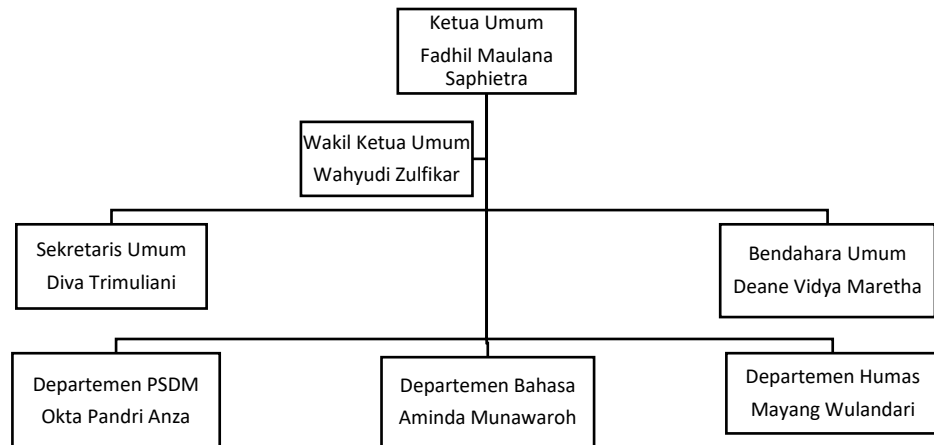 Ketua Umum
Fadhil Maulana
Saphietra
Wakil Ketua Umum
Wahyudi Zulfikar
Sekretaris Umum
Diva Trimuliani
Bendahara Umum
Deane Vidya Maretha
Departemen PSDM
Okta Pandri Anza
Departemen Bahasa
Aminda Munawaroh
Departemen Humas
Mayang Wulandari